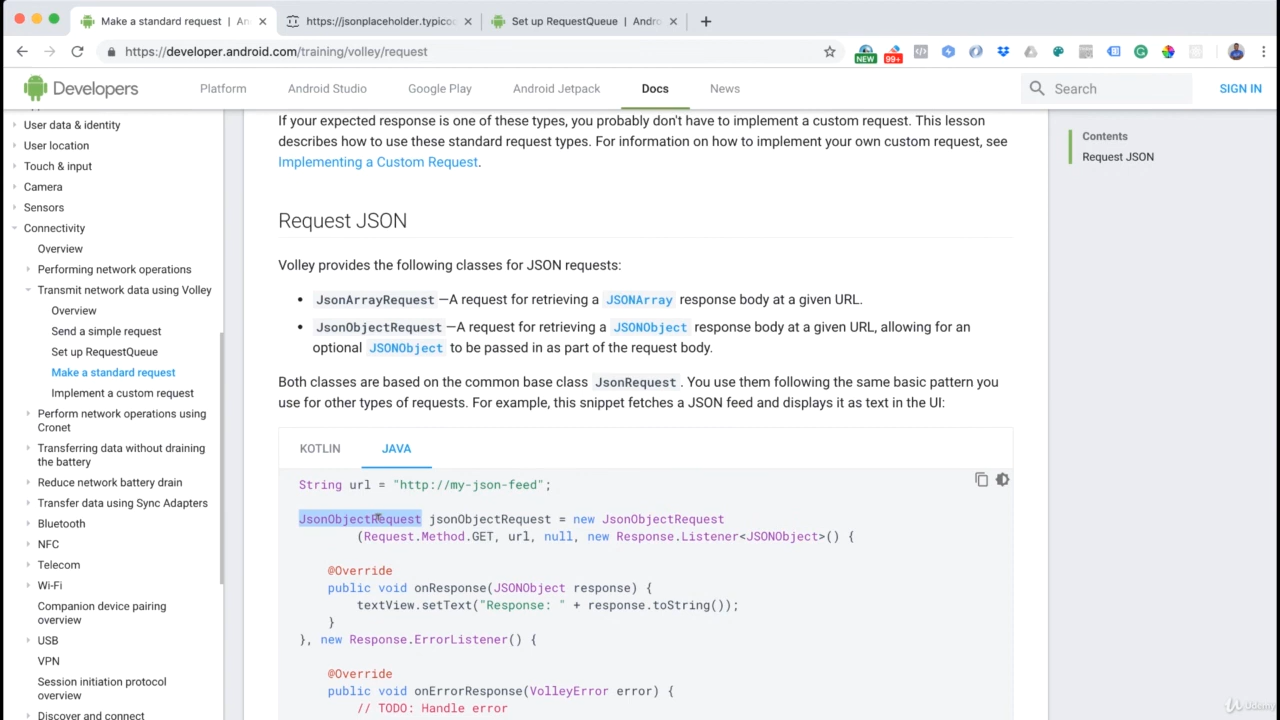 Make a standard request | An
https://jsonplaceholder.typico
Set up RequestQueue | Andro
https://developer.android.com/training/volley/request
NEW
99+
Developers
Platform
Android Studio
Google Play
Android Jetpack
Docs
News
Search
SIGN IN
User data & identity
User location
Touch & input
Camera
Sensors
Connectivity
Overview
Performing network operations
Transmit network data using Volley
Overview
Send a simple request
Set up RequestQueue
Make a standard request
Implement a custom request
Perform network operations using
Cronet
Transferring data without draining
the battery
Reduce network battery drain
Transfer data using Sync Adapters
Bluetooth
NFC
Telecom
Wi-Fi
Companion device pairing
overview
USB
VPN
Session initiation protocol
overview
Discover and connect
If your expected response is one of these types, you probably don't have to implement a custom request. This lesson
describes how to use these standard request types. For information on how to implement your own custom request, see
Implementing a Custom Request.
Request JSON
Volley provides the following classes for JSON requests:
• JsonArrayRequest —A request for retrieving a JSONArray response body at a given URL.
• JsonObjectRequest —A request for retrieving a JSONObject response body at a given URL, allowing for an
optional JSONObject to be passed in as part of the request body.
Both classes are based on the common base class JsonRequest . You use them following the same basic pattern you
use for other types of requests. For example, this snippet fetches a JSON feed and displays it as text in the UI:
KOTLIN
JAVA
String url = "http://my-json-feed";
JsonObjectRequest jsonObjectRequest = new JsonObjectRequest
(Request.Method.GET, url, null, new Response.Listener<JSONObject>() {
@Override
public void onResponse(JSONObject response) {
textView.setText("Response: " + response.toString());
}
}, new Response.ErrorListener() {
@Override
public void onErrorResponse(VolleyError error) {
// TODO: Handle error
Contents
Request JSON
Udemy